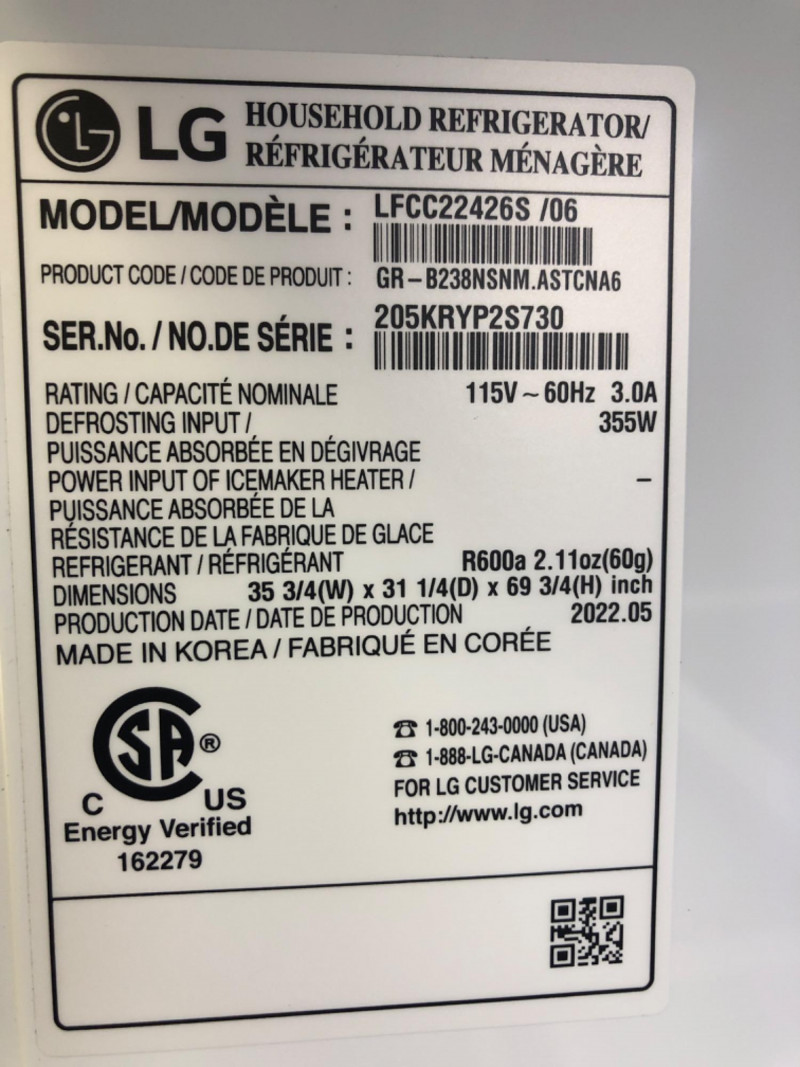 LG HOUSEHOLD REFRIGERATOR/
RÉFRIGÉRATEUR MÉNAGÈRE
MODEL/MODÈLE : LFCC22426S /06
PRODUCT CODE / CODE DE PRODUIT : GR-B238NSNM.ASTCNA6
SER.No. / NO.DE SÉRIE : 205KRYP2S730
RATING / CAPACITÉ NOMINALE 115V ~ 60Hz 3.0A
DEFROSTING INPUT / 355W
PUISSANCE ABSORBÉE EN DÉGIVRAGE
POWER INPUT OF ICEMAKER HEATER / –
PUISSANCE ABSORBÉE DE LA
RÉSISTANCE DE LA FABRIQUE DE GLACE
REFRIGERANT / RÉFRIGÉRANT R600a 2.11oz(60g)
DIMENSIONS 35 3/4(W) x 31 1/4(D) x 69 3/4(H) inch
PRODUCTION DATE / DATE DE PRODUCTION 2022.05
MADE IN KOREA / FABRIQUÉ EN CORÉE
SA ®
C US
Energy Verified
162279
☎ 1-800-243-0000 (USA)
☎ 1-888-LG-CANADA (CANADA)
FOR LG CUSTOMER SERVICE
http://www.lg.com